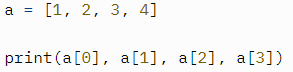 a = [1, 2, 3, 4]
print(a[0], a[1], a[2], a[3])